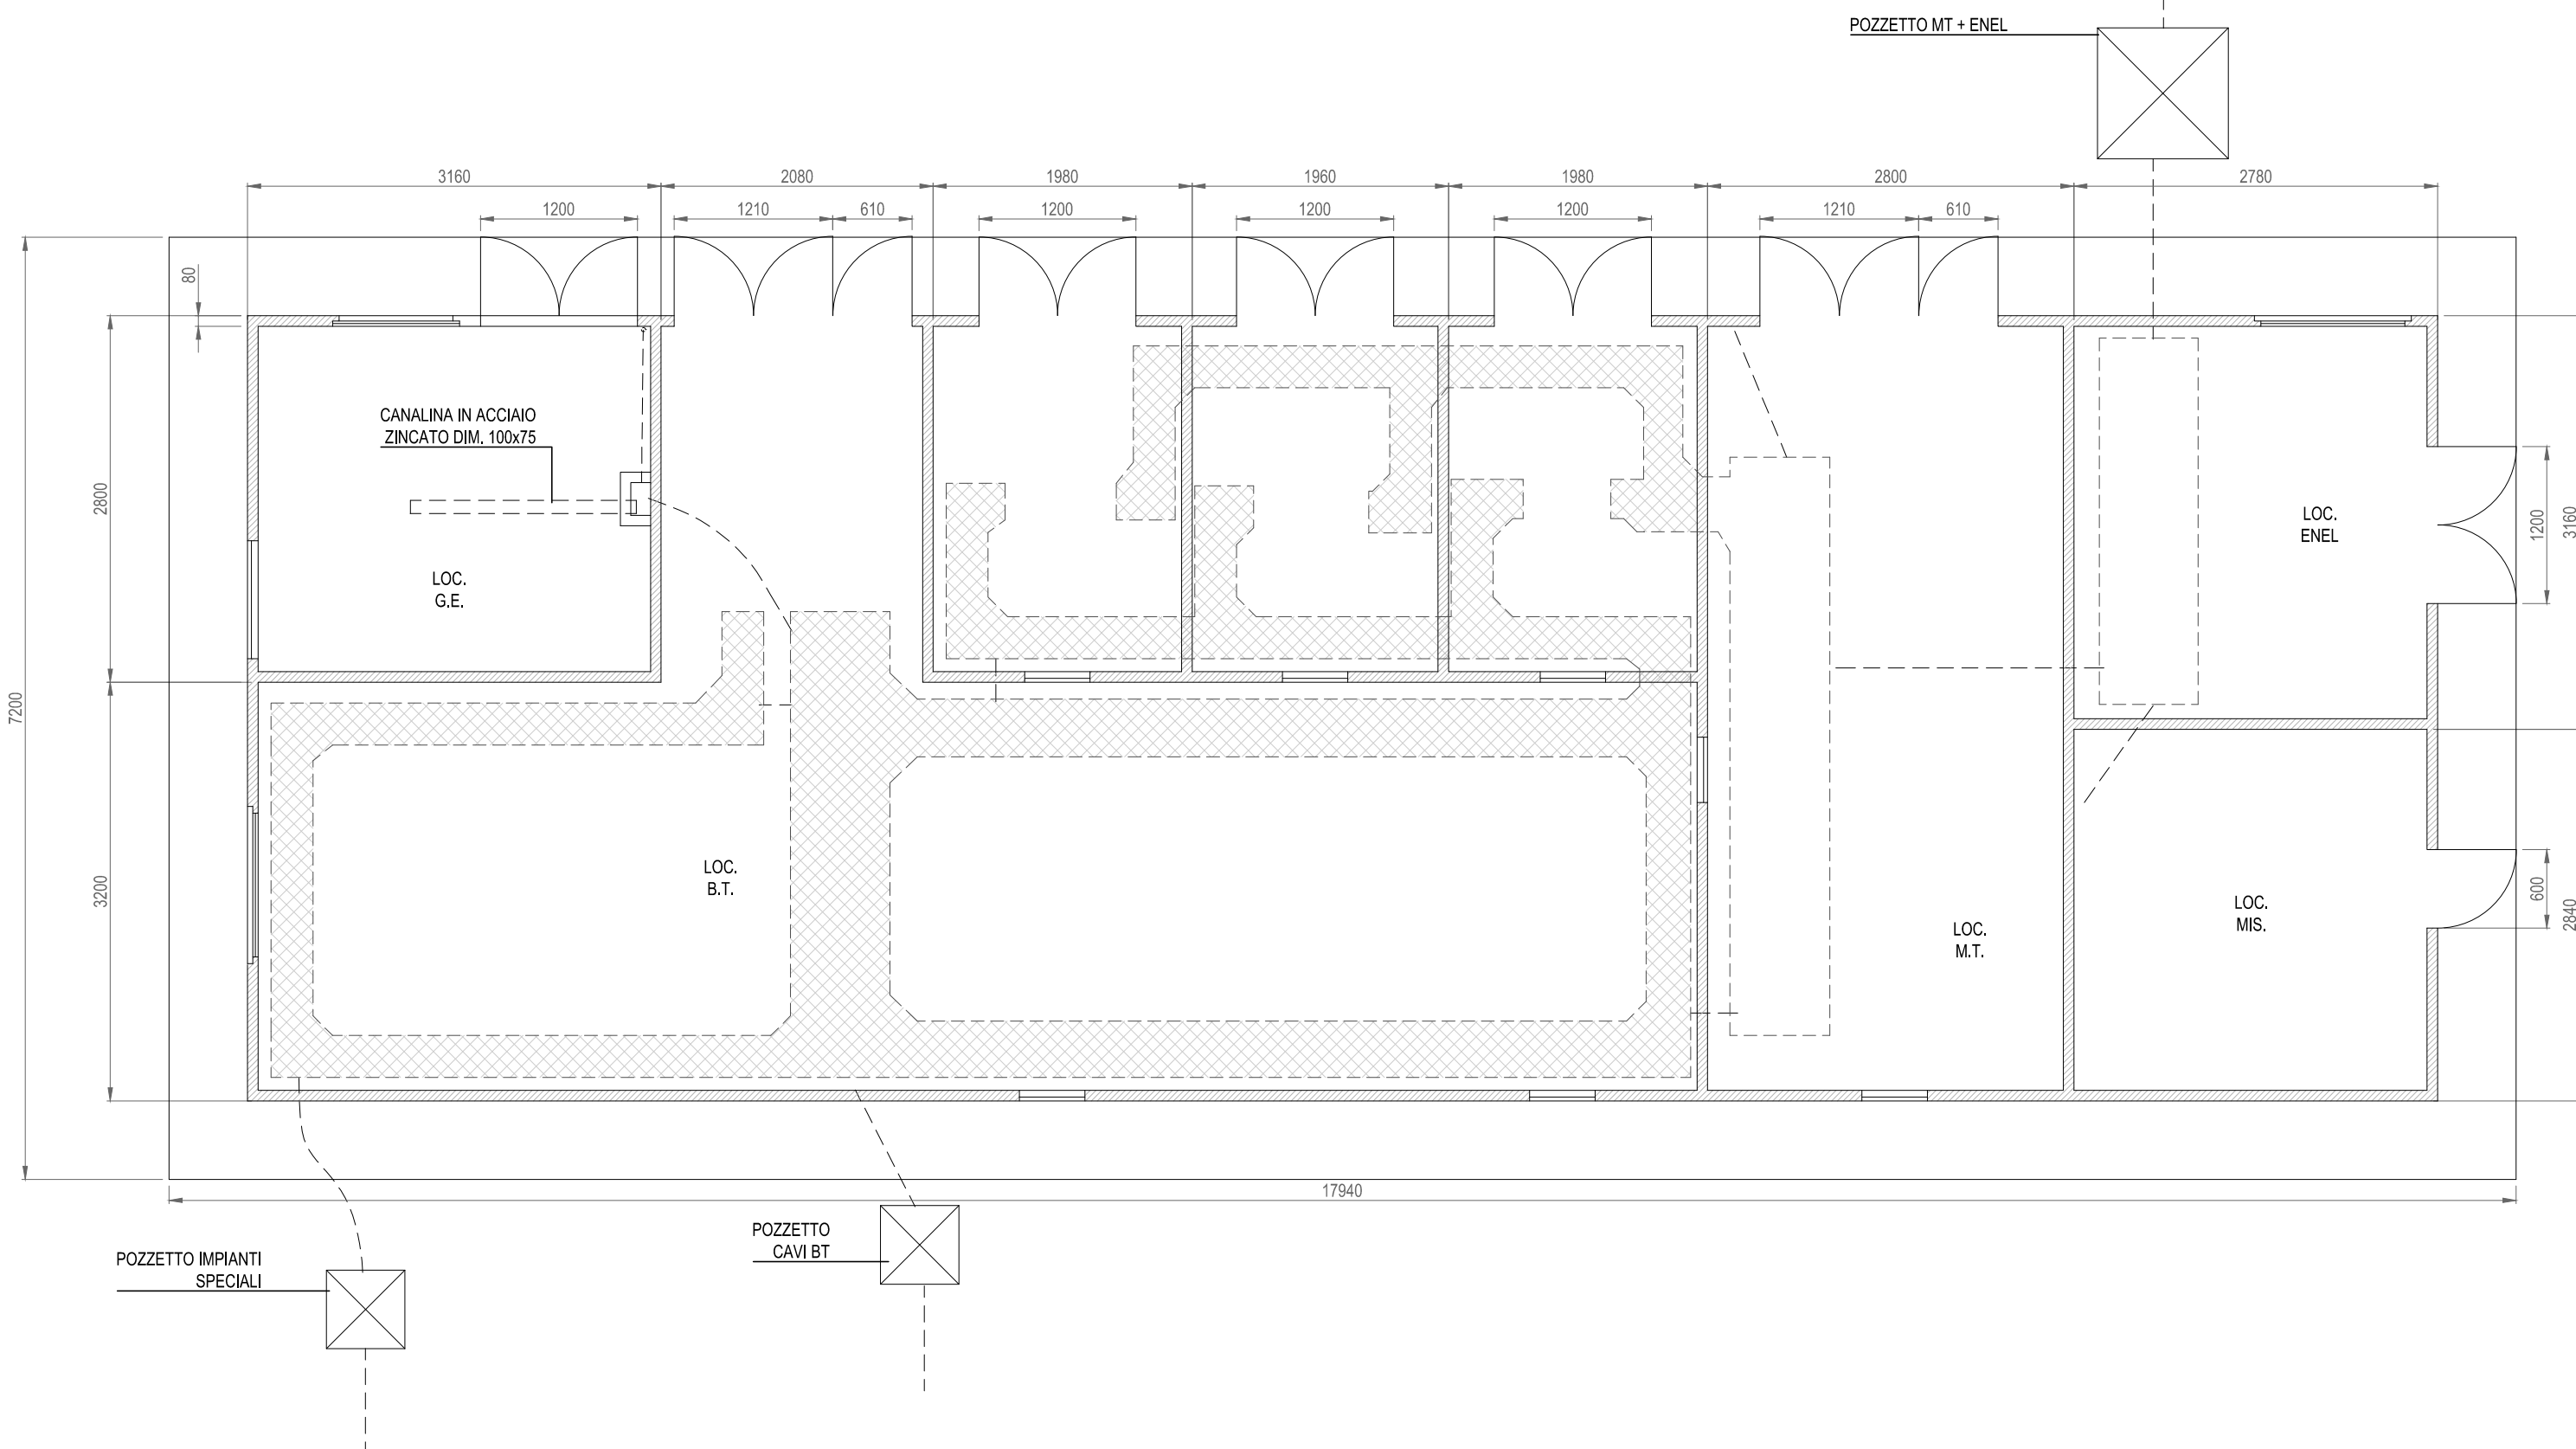 POZZETTO MT + ENEL
3160
2080
1980
1960
1980
2800
2780
1200
1210
610
1200
1200
1200
1210
610
80
CANALINA IN ACCIAIO
ZINCATO DIM. 100x75
2800
7200
3200
LOC.
G.E.
LOC.
ENEL
1200
3160
LOC.
B.T.
LOC.
M.T.
LOC.
MIS.
600
2840
17940
POZZETTO
CAVI BT
POZZETTO IMPIANTI
SPECIALI